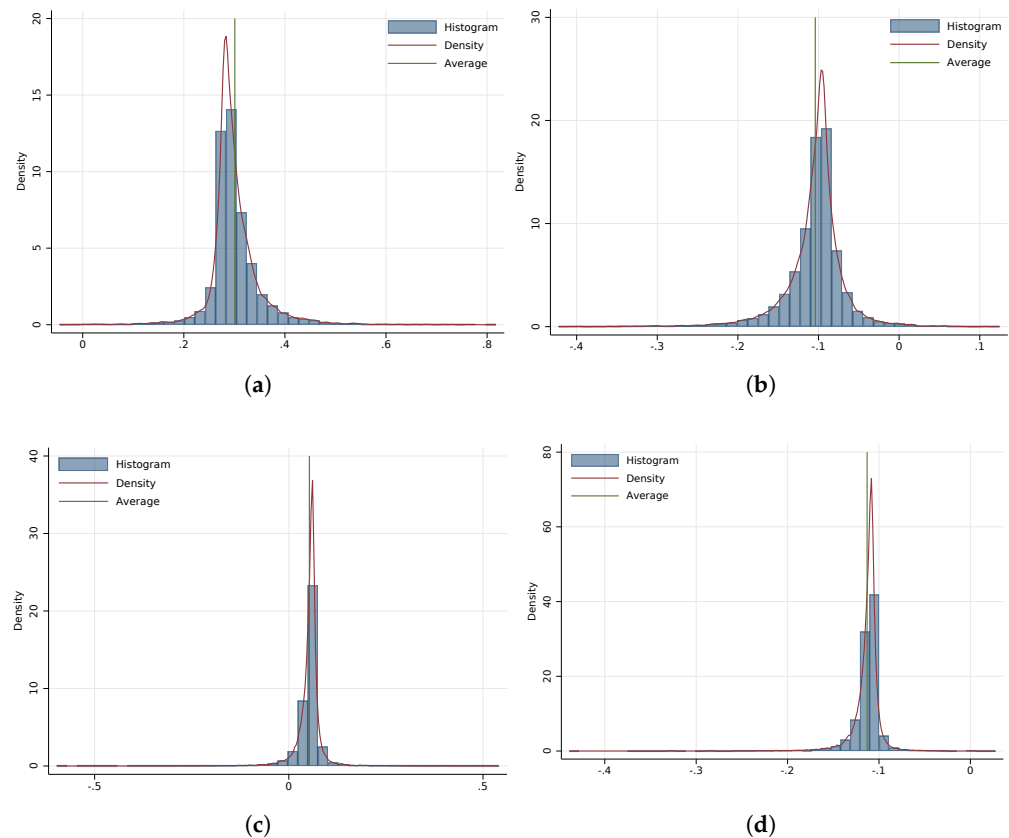 20
15
10
5
0
Density
0
.2
.4
.6
.8
Histogram
Density
Average
(a)
30
20
10
0
Density
-.4
-.3
-.2
-.1
0
.1
Histogram
Density
Average
(b)
40
30
20
10
0
Density
-.5
0
.5
Histogram
Density
Average
(c)
80
60
40
20
0
Density
-.4
-.3
-.2
-.1
0
Histogram
Density
Average
(d)